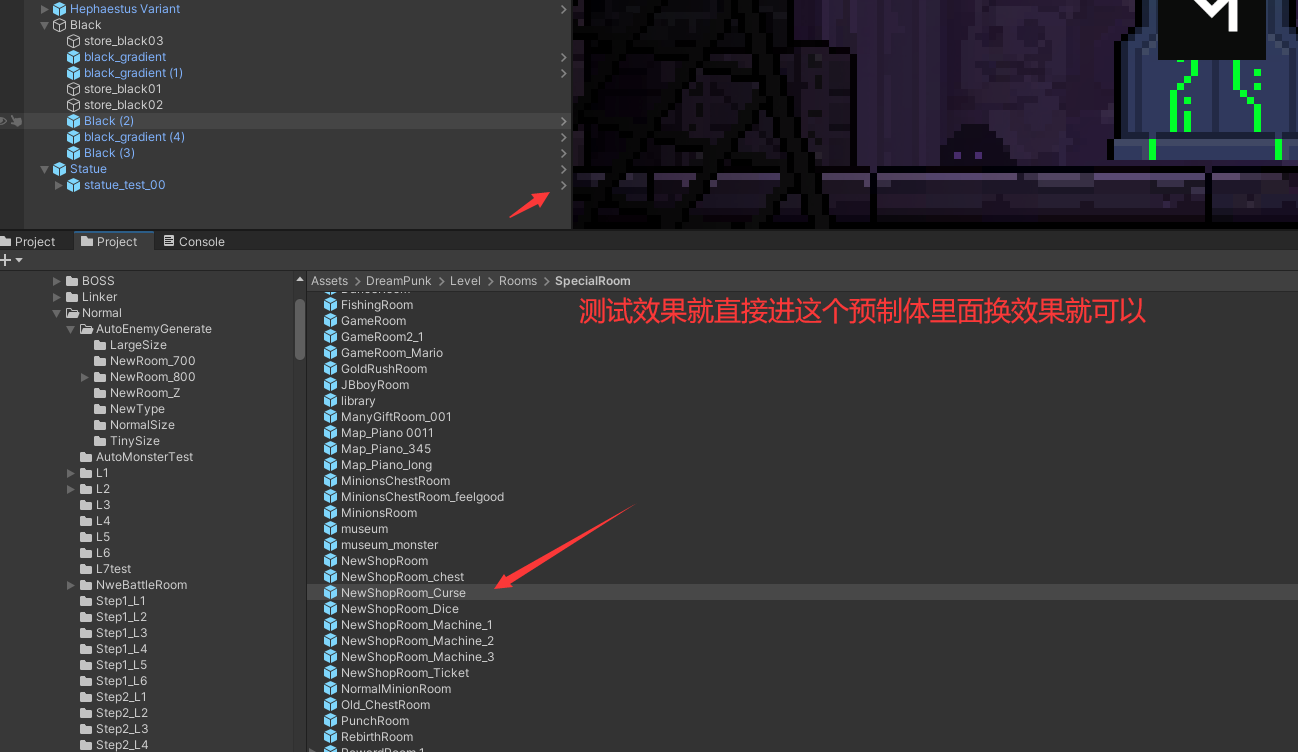 Hephaestus Variant
Black
store_black03
black_gradient
black_gradient (1)
store_black01
store_black02
Black (2)
black_gradient (4)
Black (3)
Statue
statue_test_00
Project
Project
Console
BOSS
Linker
Normal
AutoEnemyGenerate
LargeSize
NewRoom_700
NewRoom_800
NewRoom_Z
NewType
NormalSize
TinySize
AutoMonsterTest
L1
L2
L3
L4
L5
L6
L7test
NweBattleRoom
Step1_L1
Step1_L2
Step1_L3
Step1_L4
Step1_L5
Step1_L6
Step2_L1
Step2_L2
Step2_L3
Step2_L4
Assets > DreamPunk > Level > Rooms > SpecialRoom
测试效果就直接进这个预制体里面换效果就可以
FishingRoom
GameRoom
GameRoom2_1
GameRoom_Mario
GoldRushRoom
JBboyRoom
library
ManyGiftRoom_001
Map_Piano 0011
Map_Piano_345
Map_Piano_long
MinionsChestRoom
MinionsChestRoom_feelgood
MinionsRoom
museum
museum_monster
NewShopRoom
NewShopRoom_chest
NewShopRoom_Curse
NewShopRoom_Dice
NewShopRoom_Machine_1
NewShopRoom_Machine_2
NewShopRoom_Machine_3
NewShopRoom_Ticket
NormalMinionRoom
Old_ChestRoom
PunchRoom
RebirthRoom